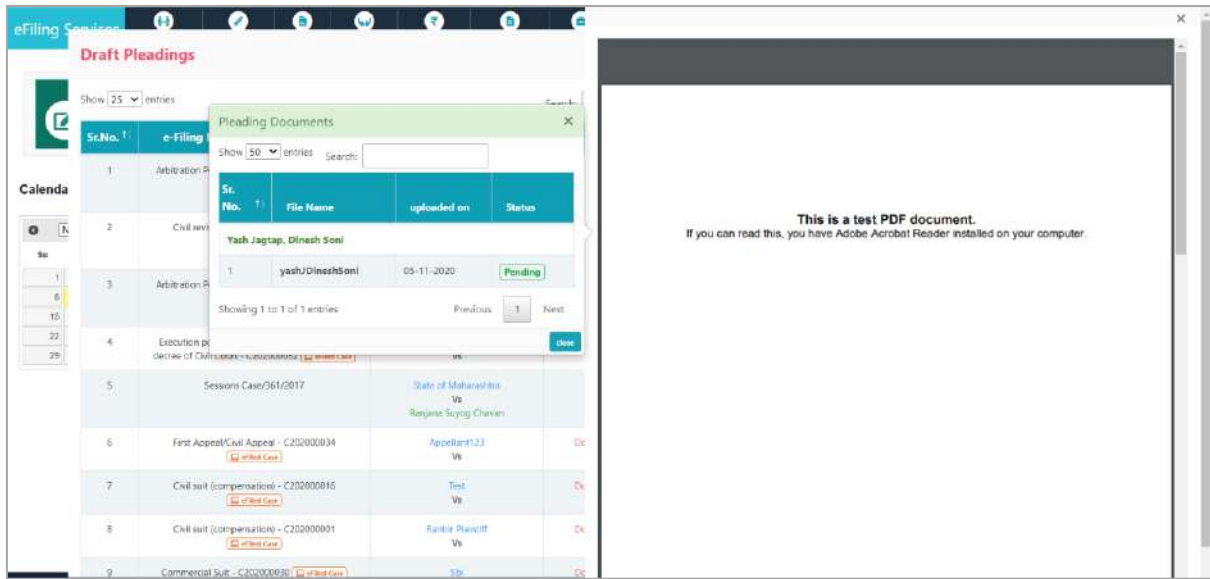 eFiling Services
Draft Pleadings
Show 25 entries
Sr.No.
e-Filing
1
Arbitration
2
Civil revi
3
Arbitration
4
Execution
decree of Civil Court - C202000032
Vs
5
Sessions Case/361/2017
State of Maharashtra
Vs
Ranjana Suyog Chavan
6
First Appeal/Civil Appeal - C202000034
eFiled Case
Appellant123
Vs
7
Civil suit (compensation) - C202000016
eFiled Case
Test
Vs
8
Civil suit (compensation) - C202000001
eFiled Case
Vs
9
Commercial Suit - C202000030 eFiled Case
Calenda
Su
1
15
22
29
Pleading Documents
×
Show 50 entries
Search:
Sr.
No.
File Name
uploaded on
Status
Yash Jagtap, Dinesh Soni
1
yashJDineshSoni
05-11-2020
Pending
Showing 1 to 1 of 1 entries
Previous
1
Next
close
×
This is a test PDF document.
If you can read this, you have Adobe Acrobat Reader installed on your computer.